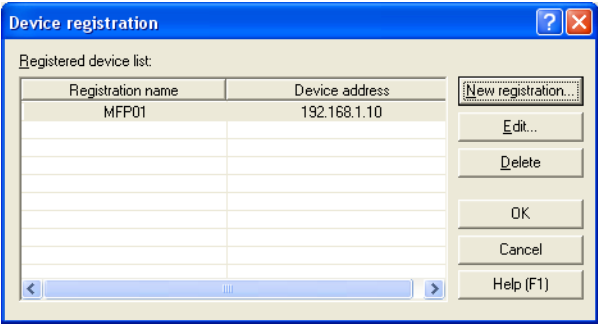 Device registration
Registered device list:
Registration name Device address
MFP01 192.168.1.10
New registration...
Edit...
Delete
OK
Cancel
Help (F1)